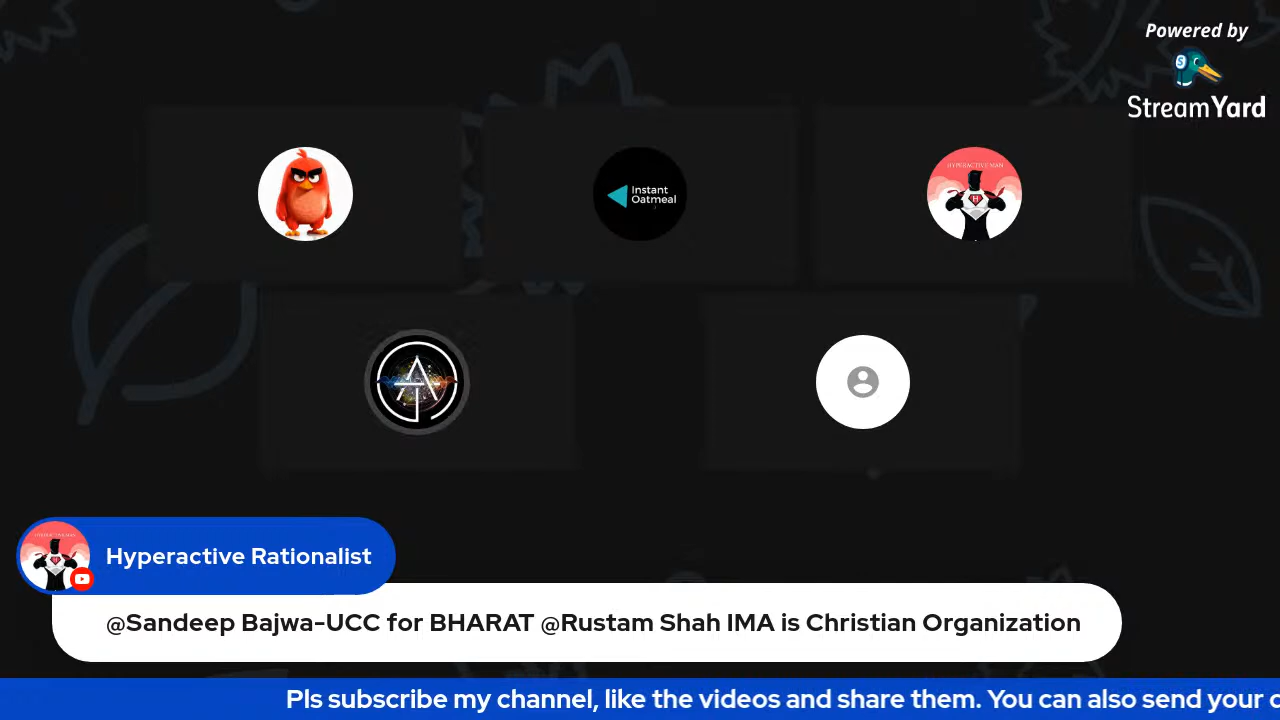 Powered by
StreamYard
Instant
Oatmeal
HYPERACTIVE MAN
H
Hyperactive Rationalist
@Sandeep Bajwa-UCC for BHARAT @Rustam Shah IMA is Christian Organization
Pls subscribe my channel, like the videos and share them. You can also send your